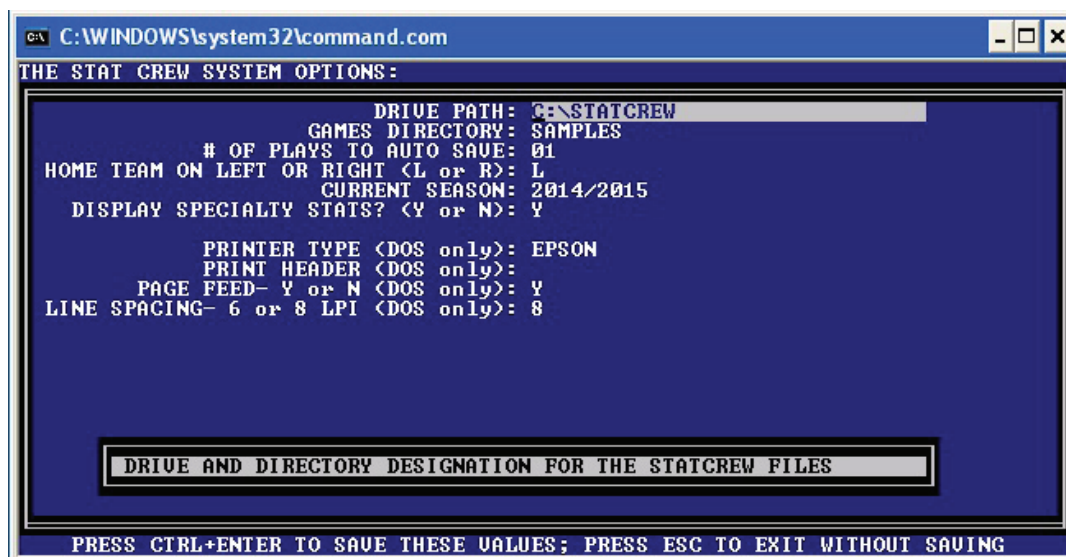 C:\WINDOWS\system32\command.com
THE STAT CREW SYSTEM OPTIONS:
DRIVE PATH: C:\STATCREW
GAMES DIRECTORY: SAMPLES
# OF PLAYS TO AUTO SAVE: 01
HOME TEAM ON LEFT OR RIGHT (L or R): L
CURRENT SEASON: 2014/2015
DISPLAY SPECIALTY STATS? (Y or N): Y
PRINTER TYPE (DOS only): EPSON
PRINT HEADER (DOS only):
PAGE FEED- Y or N (DOS only): Y
LINE SPACING- 6 or 8 LPI (DOS only): 8
DRIVE AND DIRECTORY DESIGNATION FOR THE STATCREW FILES
PRESS CTRL+ENTER TO SAVE THESE VALUES; PRESS ESC TO EXIT WITHOUT SAVING